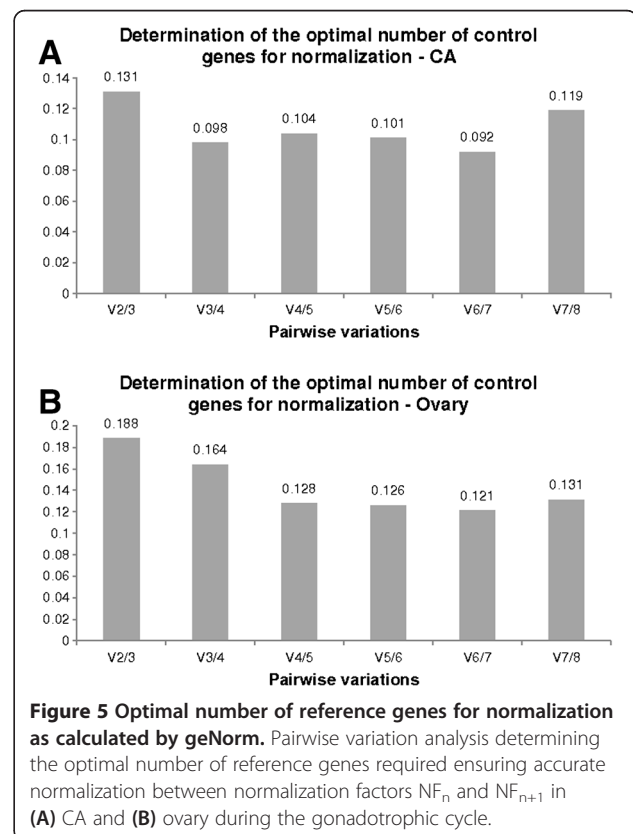 A
Determination of the optimal number of control
genes for normalization - CA
0.14
0.12
0.1
0.08
0.06
0.04
0.02
0
0.131
0.098
0.104
0.101
0.092
0.119
V2/3 V3/4 V4/5 V5/6 V6/7 V7/8
Pairwise variations
B
Determination of the optimal number of control
genes for normalization - Ovary
0.2
0.18
0.16
0.14
0.12
0.1
0.08
0.06
0.04
0.02
0
0.188
0.164
0.128
0.126
0.121
0.131
V2/3 V3/4 V4/5 V5/6 V6/7 V7/8
Pairwise variations
Figure 5 Optimal number of reference genes for normalization
as calculated by geNorm. Pairwise variation analysis determining
the optimal number of reference genes required ensuring accurate
normalization between normalization factors NFn and NFn+1 in
(A) CA and (B) ovary during the gonadotrophic cycle.